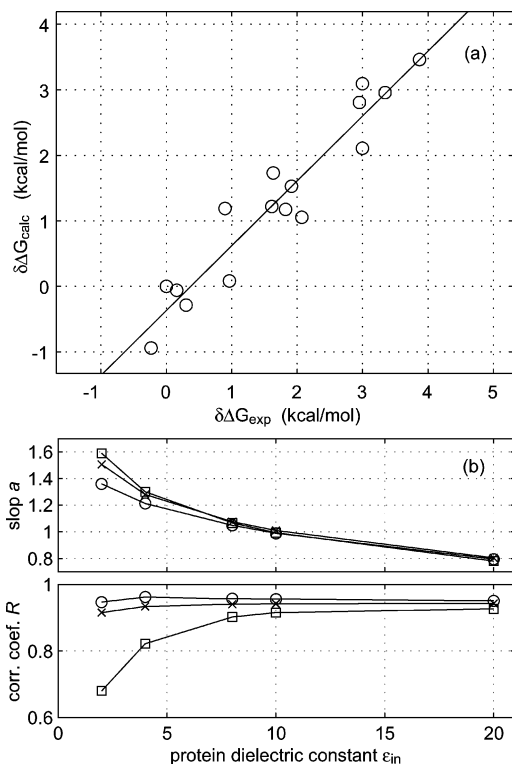 4
(a)
3
2
1
0
-1
δΔGcalc (kcal/mol)
-1 0 1 2 3 4 5
δΔGexp (kcal/mol)
1.6
(b)
1.4
1.2
1
0.8
slop a
1
0.8
0.6
corr. coef. R
0 5 10 15 20
protein dielectric constant εin